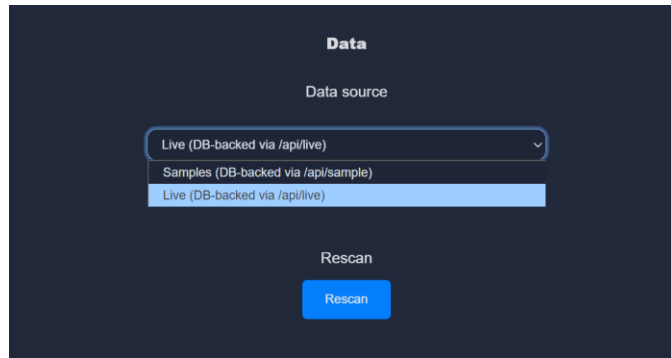 Data
Data source
Live (DB-backed via /api/live)
Samples (DB-backed via /api/sample)
Live (DB-backed via /api/live)
Rescan
Rescan